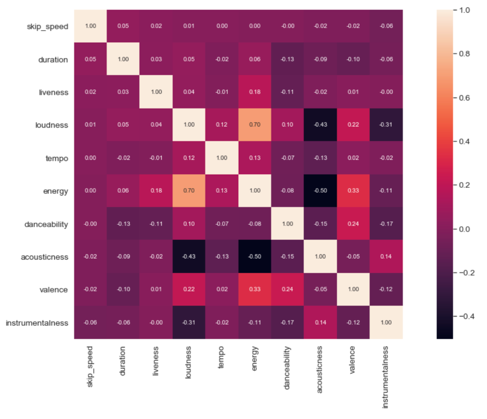 skip_speed 1.00 0.05 0.02 0.01 0.00 0.00 -0.00 -0.02 -0.02 -0.06
duration 0.05 1.00 0.03 0.05 -0.02 0.06 -0.13 -0.09 -0.10 -0.06
liveness 0.02 0.03 1.00 0.04 -0.01 0.18 -0.11 -0.02 0.01 -0.00
loudness 0.01 0.05 0.04 1.00 0.12 0.70 0.10 -0.43 0.22 -0.31
tempo 0.00 -0.02 -0.01 0.12 1.00 0.13 -0.07 -0.13 0.02 -0.02
energy 0.00 0.06 0.18 0.70 0.13 1.00 -0.08 -0.50 0.33 -0.11
danceability -0.00 -0.13 -0.11 0.10 -0.07 -0.08 1.00 -0.15 0.24 -0.17
acousticness -0.02 -0.09 -0.02 -0.43 -0.13 -0.50 -0.15 1.00 -0.05 0.14
valence -0.02 -0.10 0.01 0.22 0.02 0.33 0.24 -0.05 1.00 -0.12
instrumentalness -0.06 -0.06 -0.00 -0.31 -0.02 -0.11 -0.17 0.14 -0.12 1.00
skip_speed duration liveness loudness tempo energy danceability acousticness valence instrumentalness
1.0
0.8
0.6
0.4
0.2
0.0
-0.2
-0.4